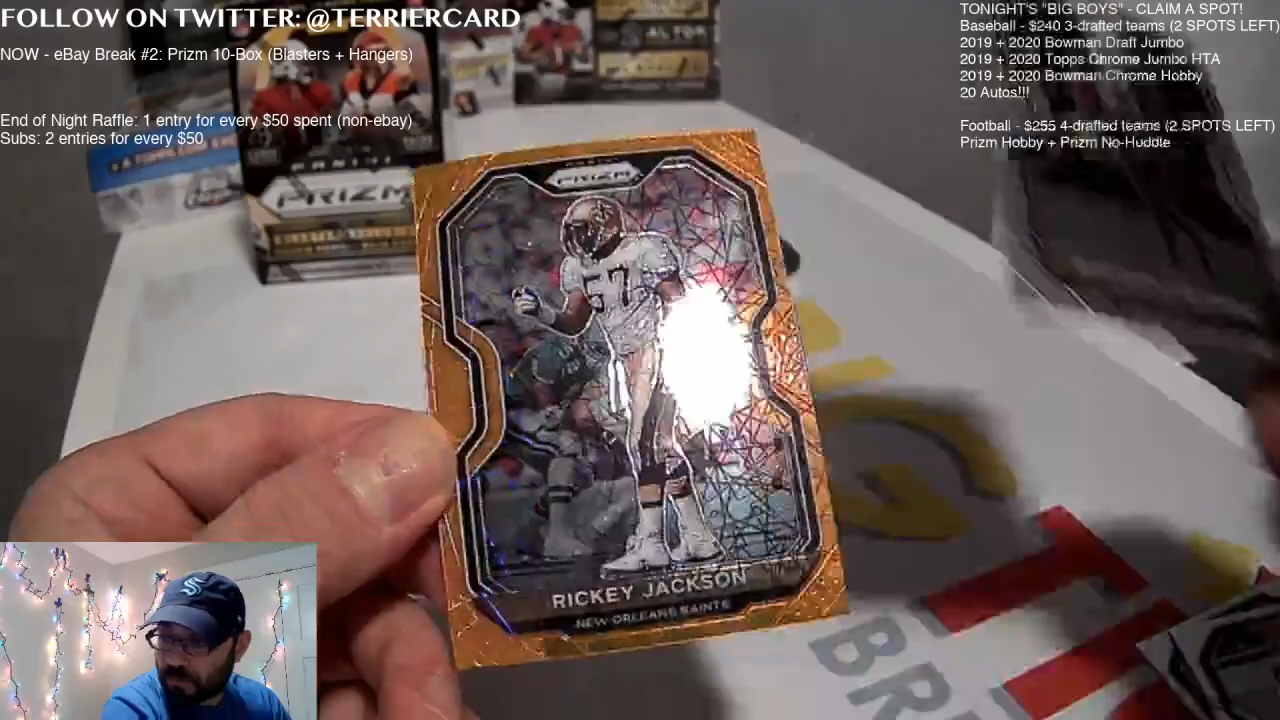 FOLLOW ON TWITTER: @TERRIERCARD
NOW - eBay Break #2: Prizm 10-Box (Blasters + Hangers)
End of Night Raffle: 1 entry for every $50 spent (non-ebay)
Subs: 2 entries for every $50
TONIGHT'S "BIG BOYS" - CLAIM A SPOT!
Baseball - $240 3-drafted teams (2 SPOTS LEFT)
2019 + 2020 Bowman Draft Jumbo
2019 + 2020 Topps Chrome Jumbo HTA
2019 + 2020 Bowman Chrome Hobby
20 Autos!!!
Football - $255 4-drafted teams (2 SPOTS LEFT)
Prizm Hobby + Prizm No-Huddle
PANINI
PRIZM
PRIZM
57
RICKEY JACKSON
NEW ORLEANS SAINTS
BRE